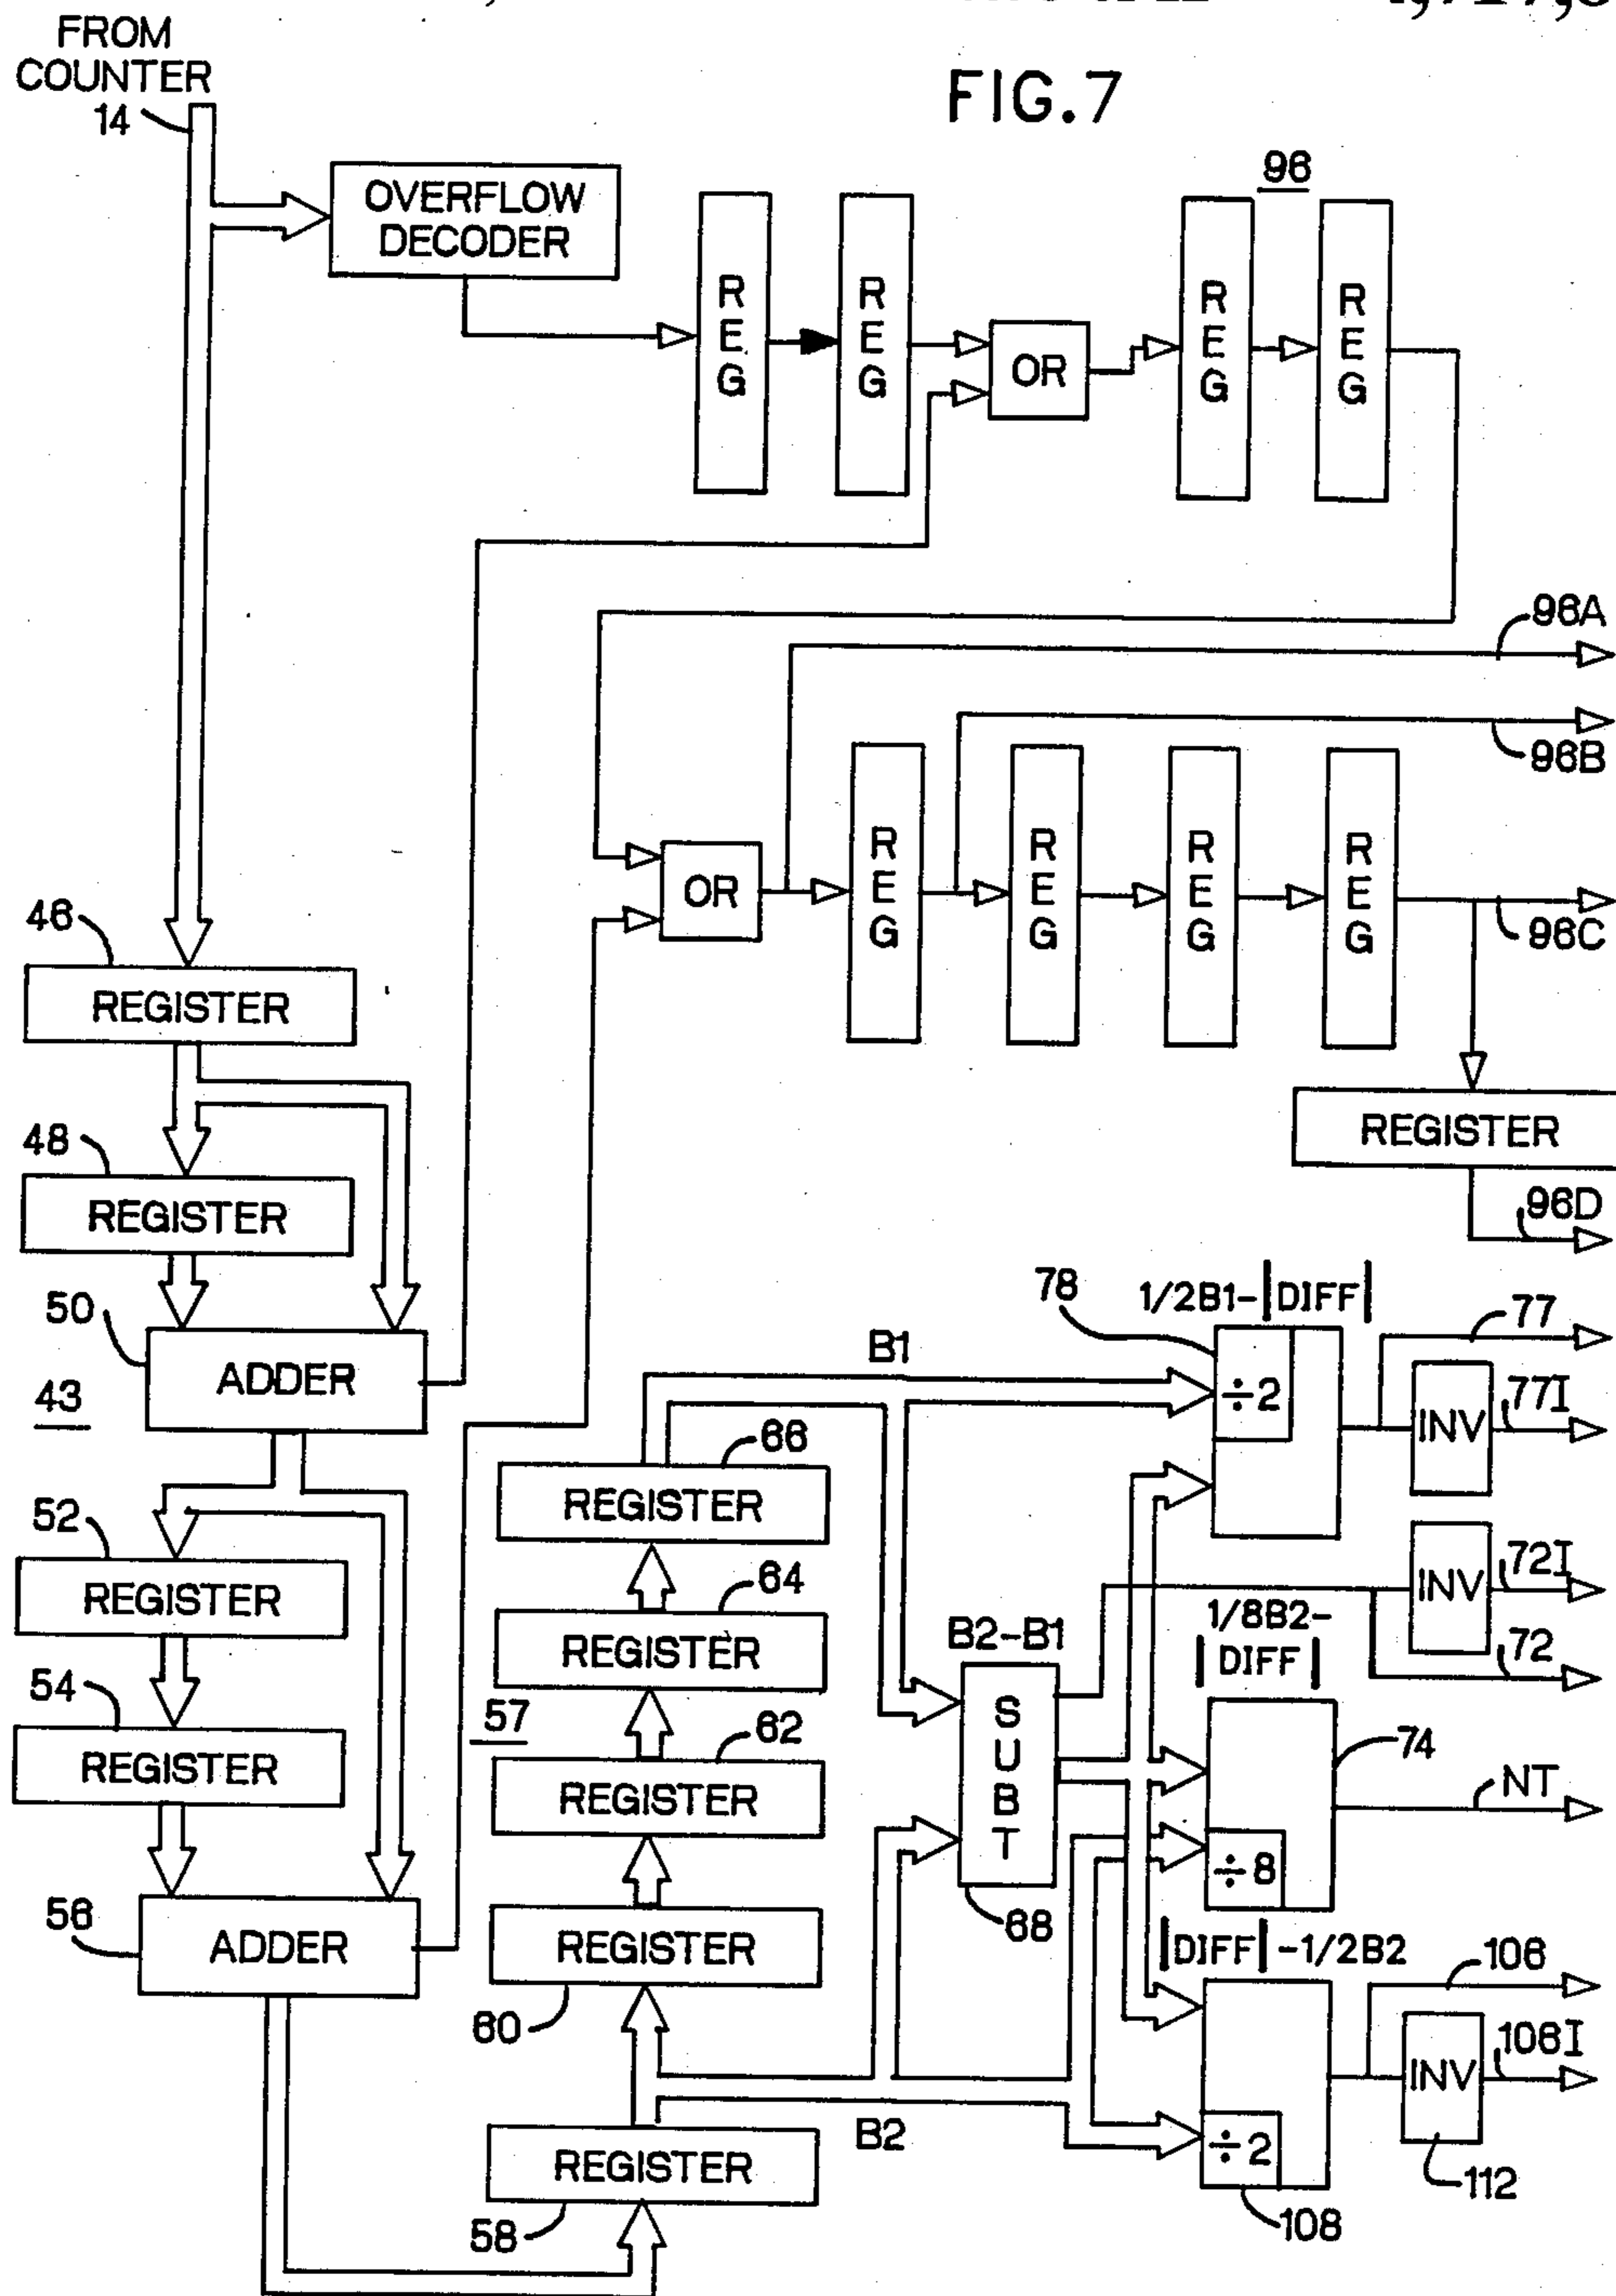 FROM
COUNTER
14
FIG.7
96
OVERFLOW
DECODER
REG
REG
OR
REG
REG
96A
96B
OR
REG
REG
REG
REG
96C
46
REGISTER
REGISTER
48
REGISTER
96D
50
ADDER
43
78
1/2B1-|DIFF|
77
B1
÷2
INV
77I
66
REGISTER
52
REGISTER
64
REGISTER
INV
72I
1/8B2-
|DIFF|
72
B2-B1
SUBT
68
54
REGISTER
57
62
REGISTER
74
NT
÷8
56
ADDER
REGISTER
60
|DIFF|-1/2B2
106
INV
106I
B2
÷2
112
REGISTER
58
108